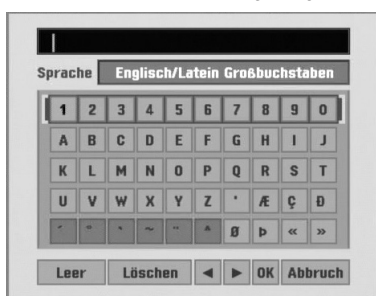 Sprache Englisch/Latein Großbuchstaben
1 2 3 4 5 6 7 8 9 0
A B C D E F G H I J
K L M N O P Q R S T
U V W X Y Z ' Æ Ç Ð
´ ° ` ~ ¨ ^ Ø Þ « »
Leer Löschen ◄ ► OK Abbruch